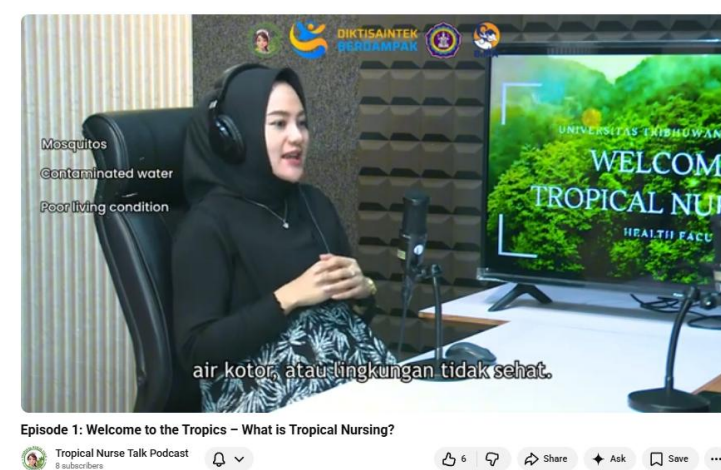 DIKTISAINTEK
BERDAMPAK
Mosquitos
Contaminated water
Poor living condition
UNIVERSITAS TRIBHUWAN
WELCOM
TROPICAL NU
HEALTH FACU
air kotor, atau lingkungan tidak sehat.
Episode 1: Welcome to the Tropics – What is Tropical Nursing?
Tropical Nurse Talk Podcast
8 subscribers
6
Share
Ask
Save